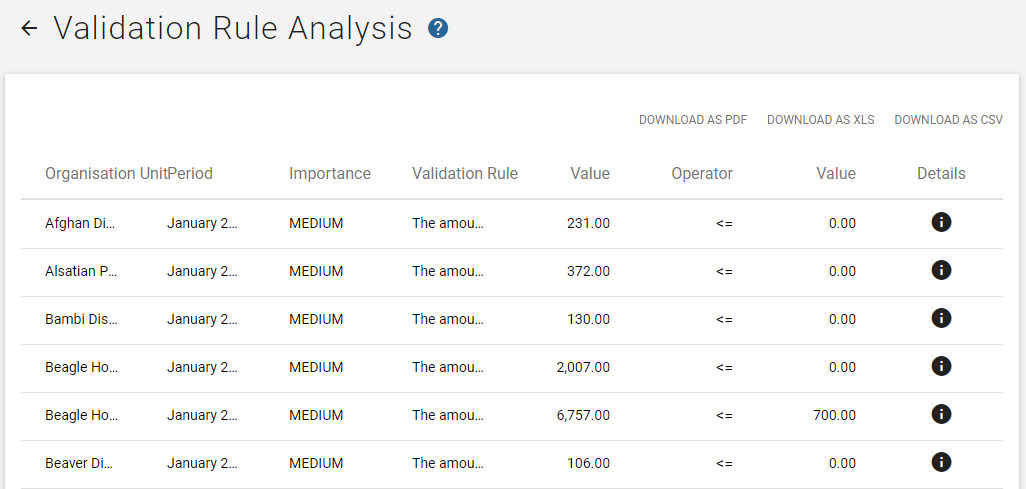 Validation Rule Analysis ?
DOWNLOAD AS PDF DOWNLOAD AS XLS DOWNLOAD AS CSV
Organisation Unit Period Importance Validation Rule Value Operator Value Details
Afghan Di... January 2... MEDIUM The amou... 231.00 <= 0.00
Alsatian P... January 2... MEDIUM The amou... 372.00 <= 0.00
Bambi Dis... January 2... MEDIUM The amou... 130.00 <= 0.00
Beagle Ho... January 2... MEDIUM The amou... 2,007.00 <= 0.00
Beagle Ho... January 2... MEDIUM The amou... 6,757.00 <= 700.00
Beaver Di... January 2... MEDIUM The amou... 106.00 <= 0.00